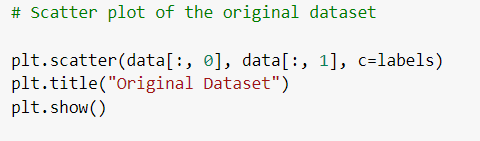 # Scatter plot of the original dataset
plt.scatter(data[:, 0], data[:, 1], c=labels)
plt.title("Original Dataset")
plt.show()